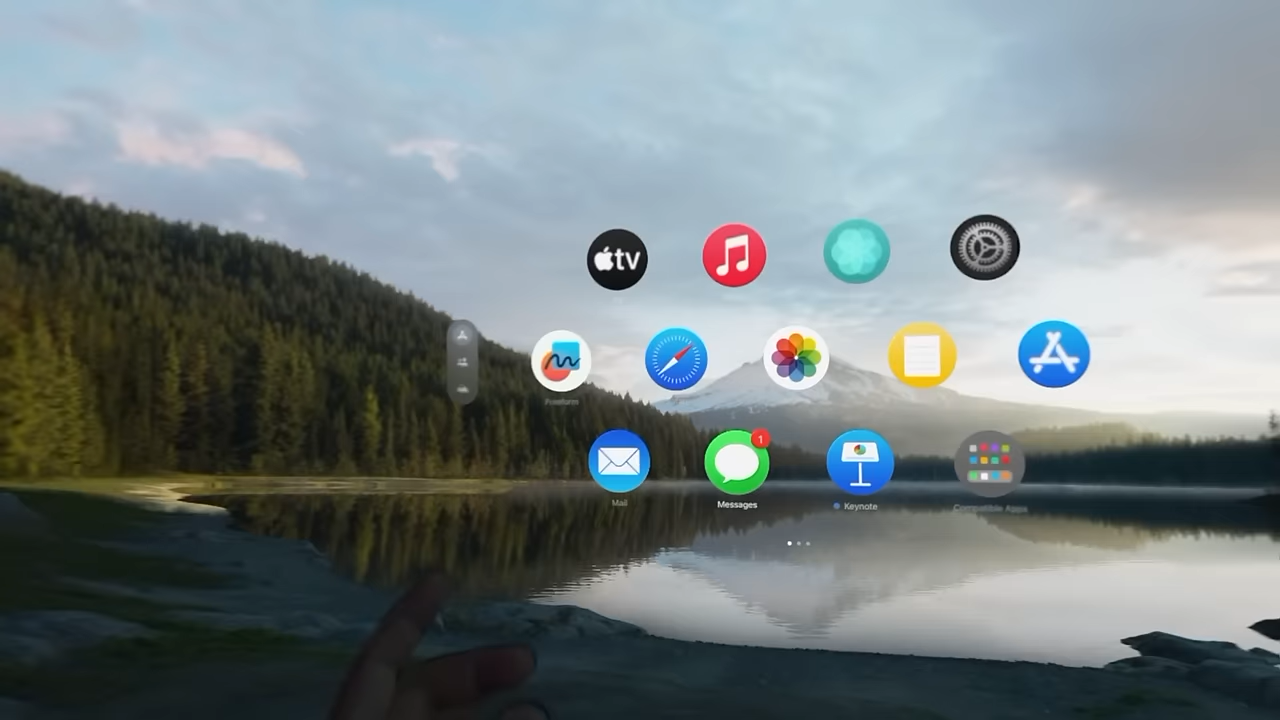 tv
Freeform
Mail
1
Messages
Keynote
Compatible Apps